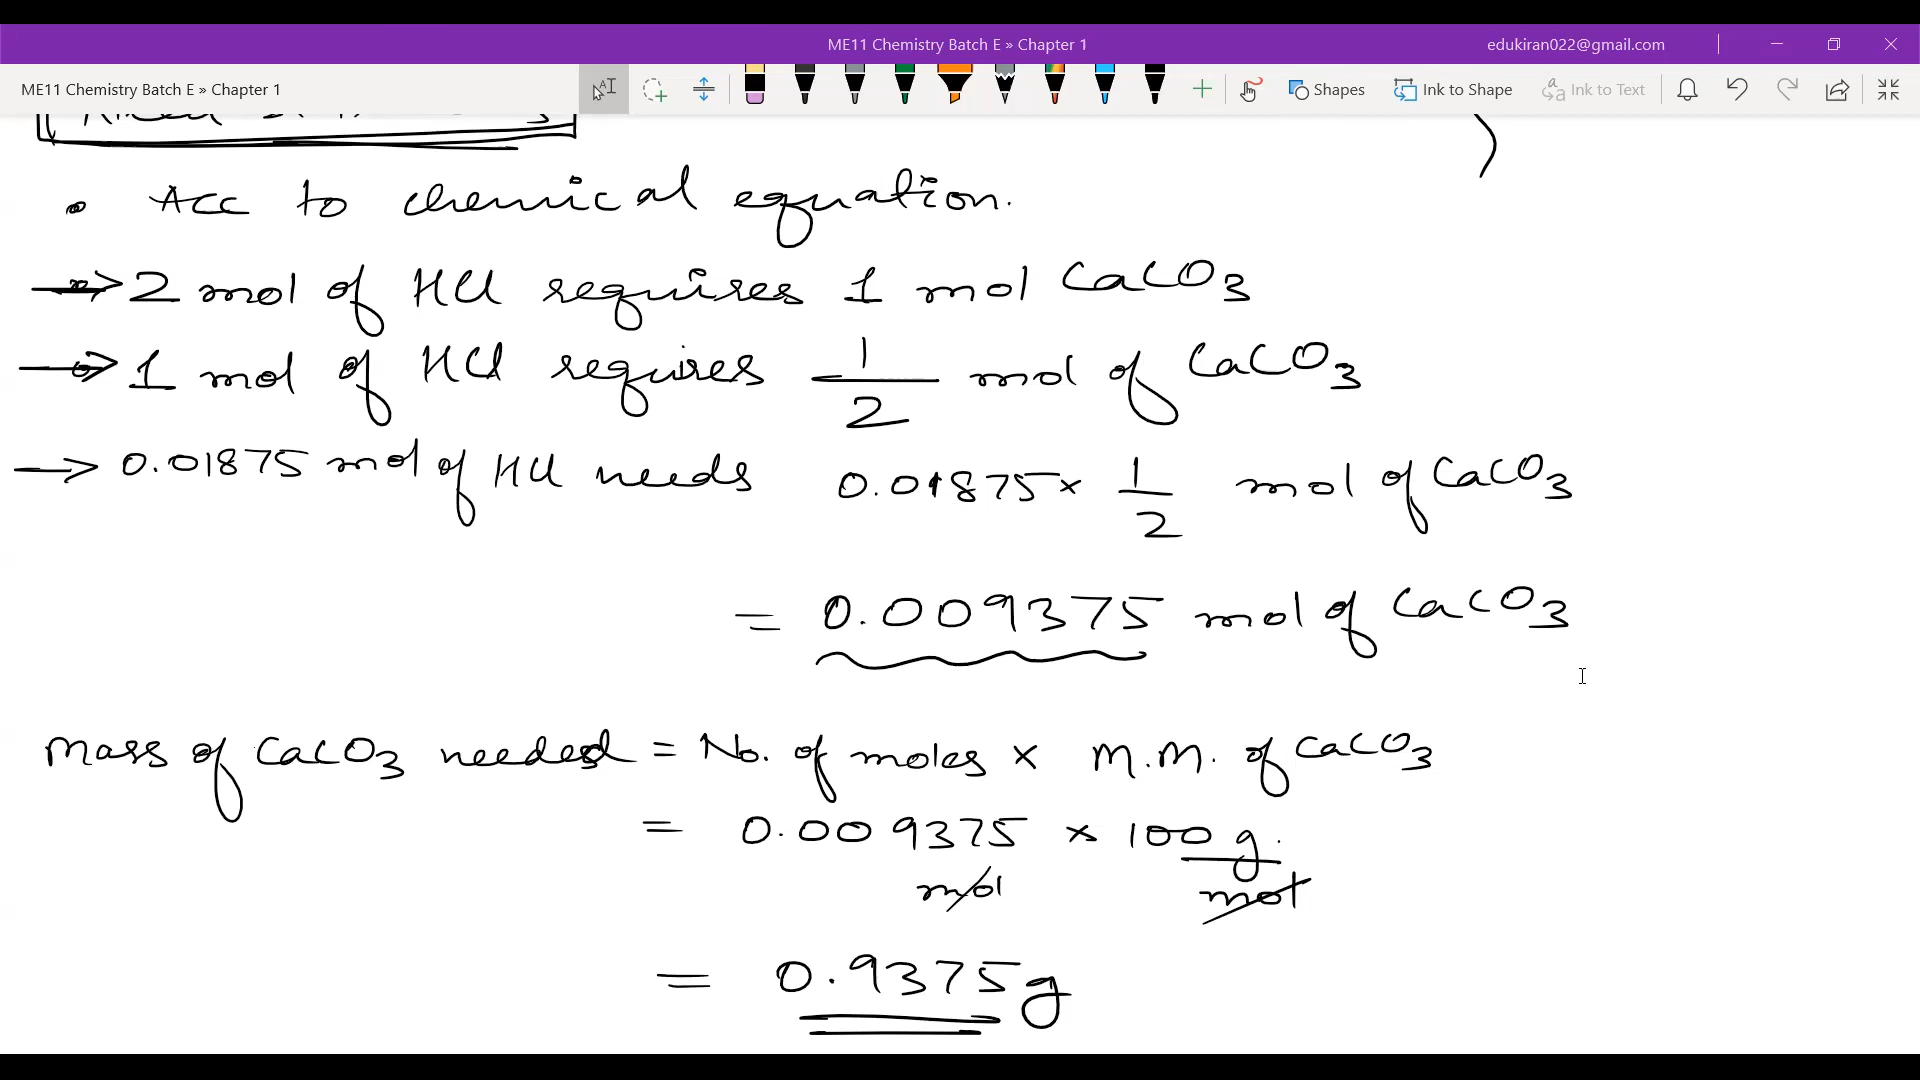 ME11 Chemistry Batch E » Chapter 1
edukiran022@gmail.com
ME11 Chemistry Batch E » Chapter 1
Shapes
Ink to Shape
Ink to Text
• Acc to chemical equation.
→ 2 mol of HCl requires 1 mol CaCO3
→ 1 mol of HCl requires 1/2 mol of CaCO3
→ 0.01875 mol of HCl needs 0.01875 × 1/2 mol of CaCO3
= 0.009375 mol of CaCO3
Mass of CaCO3 needed = No. of moles × M.M. of CaCO3
= 0.009375 × 100 g.
mol mol
= 0.9375g